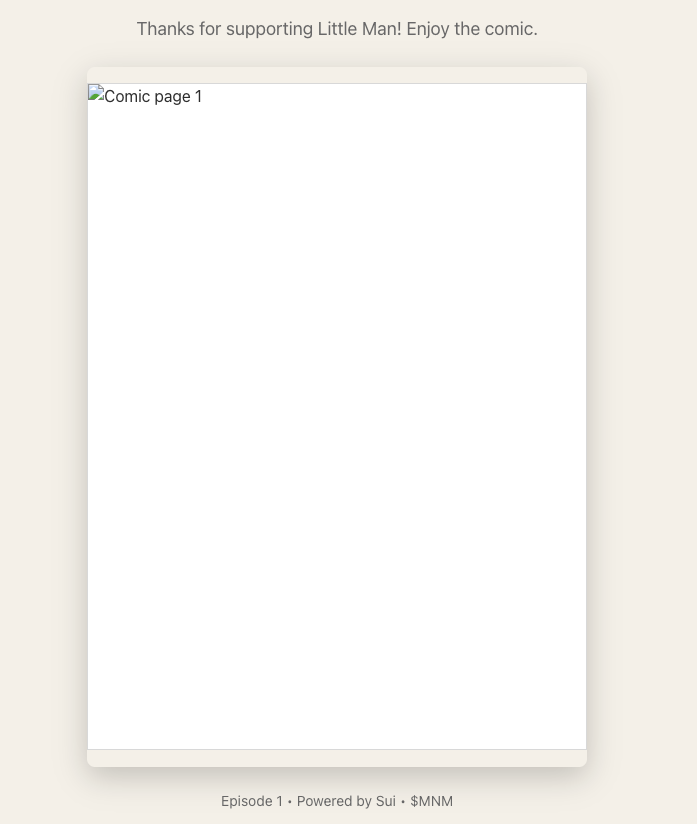 Thanks for supporting Little Man! Enjoy the comic.
Comic page 1
Episode 1 • Powered by Sui • $MNM